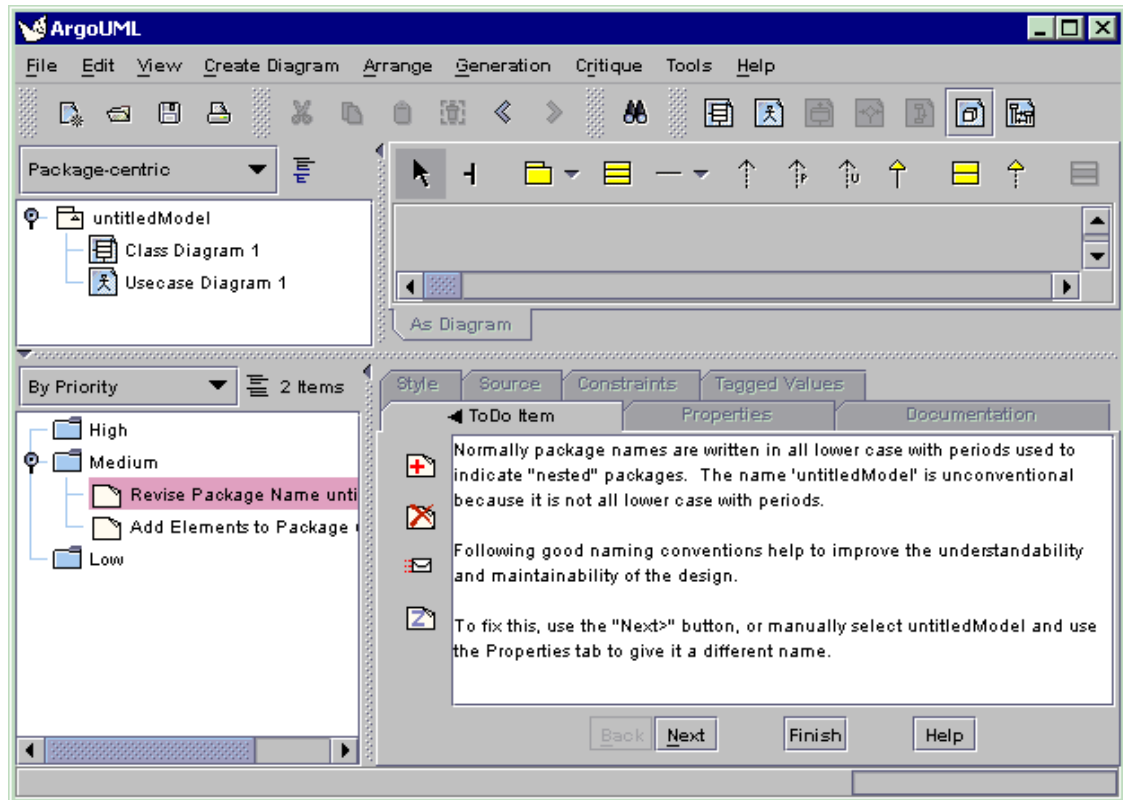 ArgoUML
File Edit View Create Diagram Arrange Generation Critique Tools Help
Package-centric
untitledModel
Class Diagram 1
Usecase Diagram 1
As Diagram
By Priority
2 Items
High
Medium
Revise Package Name unti
Add Elements to Package
Low
Style Source Constraints Tagged Values
ToDo Item Properties Documentation
Normally package names are written in all lower case with periods used to
indicate "nested" packages. The name 'untitledModel' is unconventional
because it is not all lower case with periods.
Following good naming conventions help to improve the understandability
and maintainability of the design.
To fix this, use the "Next>" button, or manually select untitledModel and use
the Properties tab to give it a different name.
Back Next Finish Help